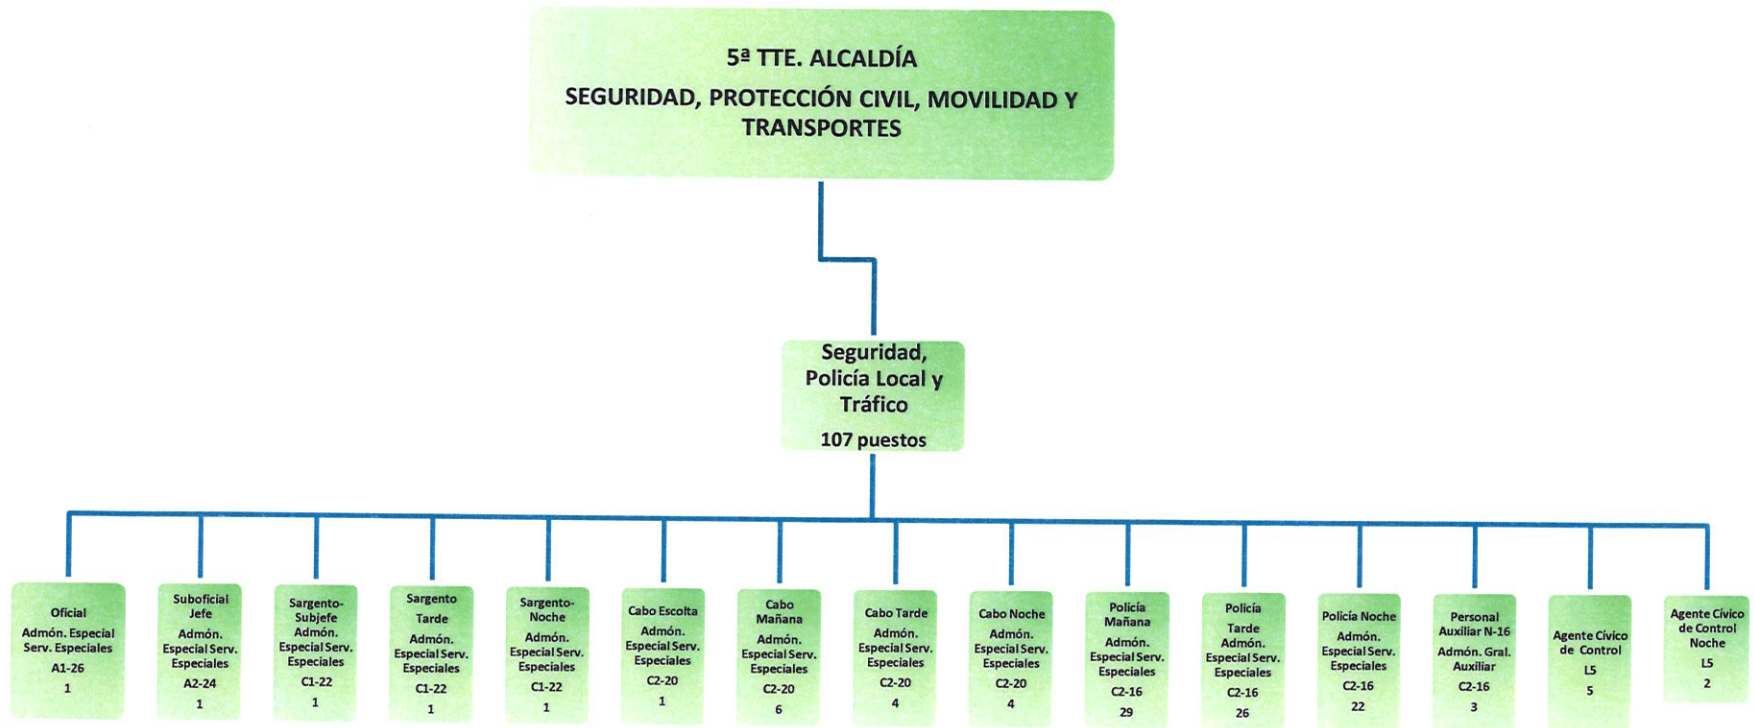 5ª TTE. ALCALDÍA
SEGURIDAD, PROTECCIÓN CIVIL, MOVILIDAD Y
TRANSPORTES
Seguridad,
Policía Local y
Tráfico
107 puestos
Oficial
Admón. Especial
Serv. Especiales
A1-26
1
Suboficial
Jefe
Admón.
Especial Serv.
Especiales
A2-24
1
Sargento-
Subjefe
Admón.
Especial Serv.
Especiales
C1-22
1
Sargento
Tarde
Admón.
Especial Serv.
Especiales
C1-22
1
Sargento-
Noche
Admón.
Especial Serv.
Especiales
C1-22
1
Cabo Escolta
Admón.
Especial Serv.
Especiales
C2-20
1
Cabo
Mañana
Admón.
Especial Serv.
Especiales
C2-20
6
Cabo Tarde
Admón.
Especial Serv.
Especiales
C2-20
4
Cabo Noche
Admón.
Especial Serv.
Especiales
C2-20
4
Policía
Mañana
Admón.
Especial Serv.
Especiales
C2-16
29
Policía
Tarde
Admón.
Especial Serv.
Especiales
C2-16
26
Policía Noche
Admón.
Especial Serv.
Especiales
C2-16
22
Personal
Auxiliar N-16
Admón. Gral.
Auxiliar
C2-16
3
Agente Cívico
de Control
L5
5
Agente Cívico
de Control
Noche
L5
2